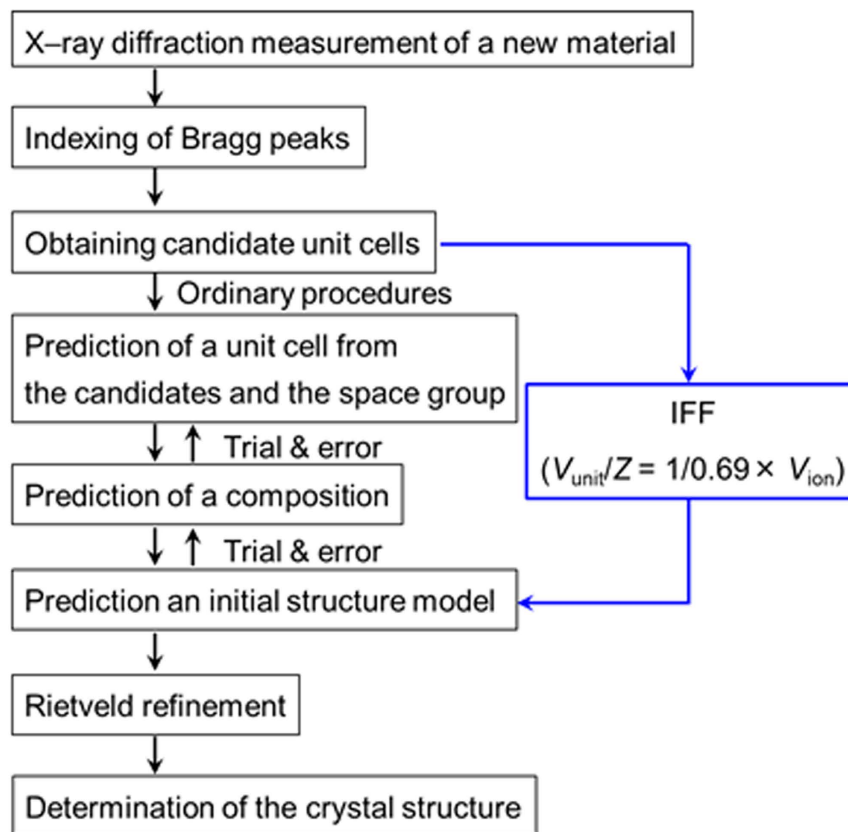 X–ray diffraction measurement of a new material
Indexing of Bragg peaks
Obtaining candidate unit cells
Ordinary procedures
Prediction of a unit cell from
the candidates and the space group
IFF
(Vunit/Z = 1/0.69 × Vion)
Trial & error
Prediction of a composition
Trial & error
Prediction an initial structure model
Rietveld refinement
Determination of the crystal structure